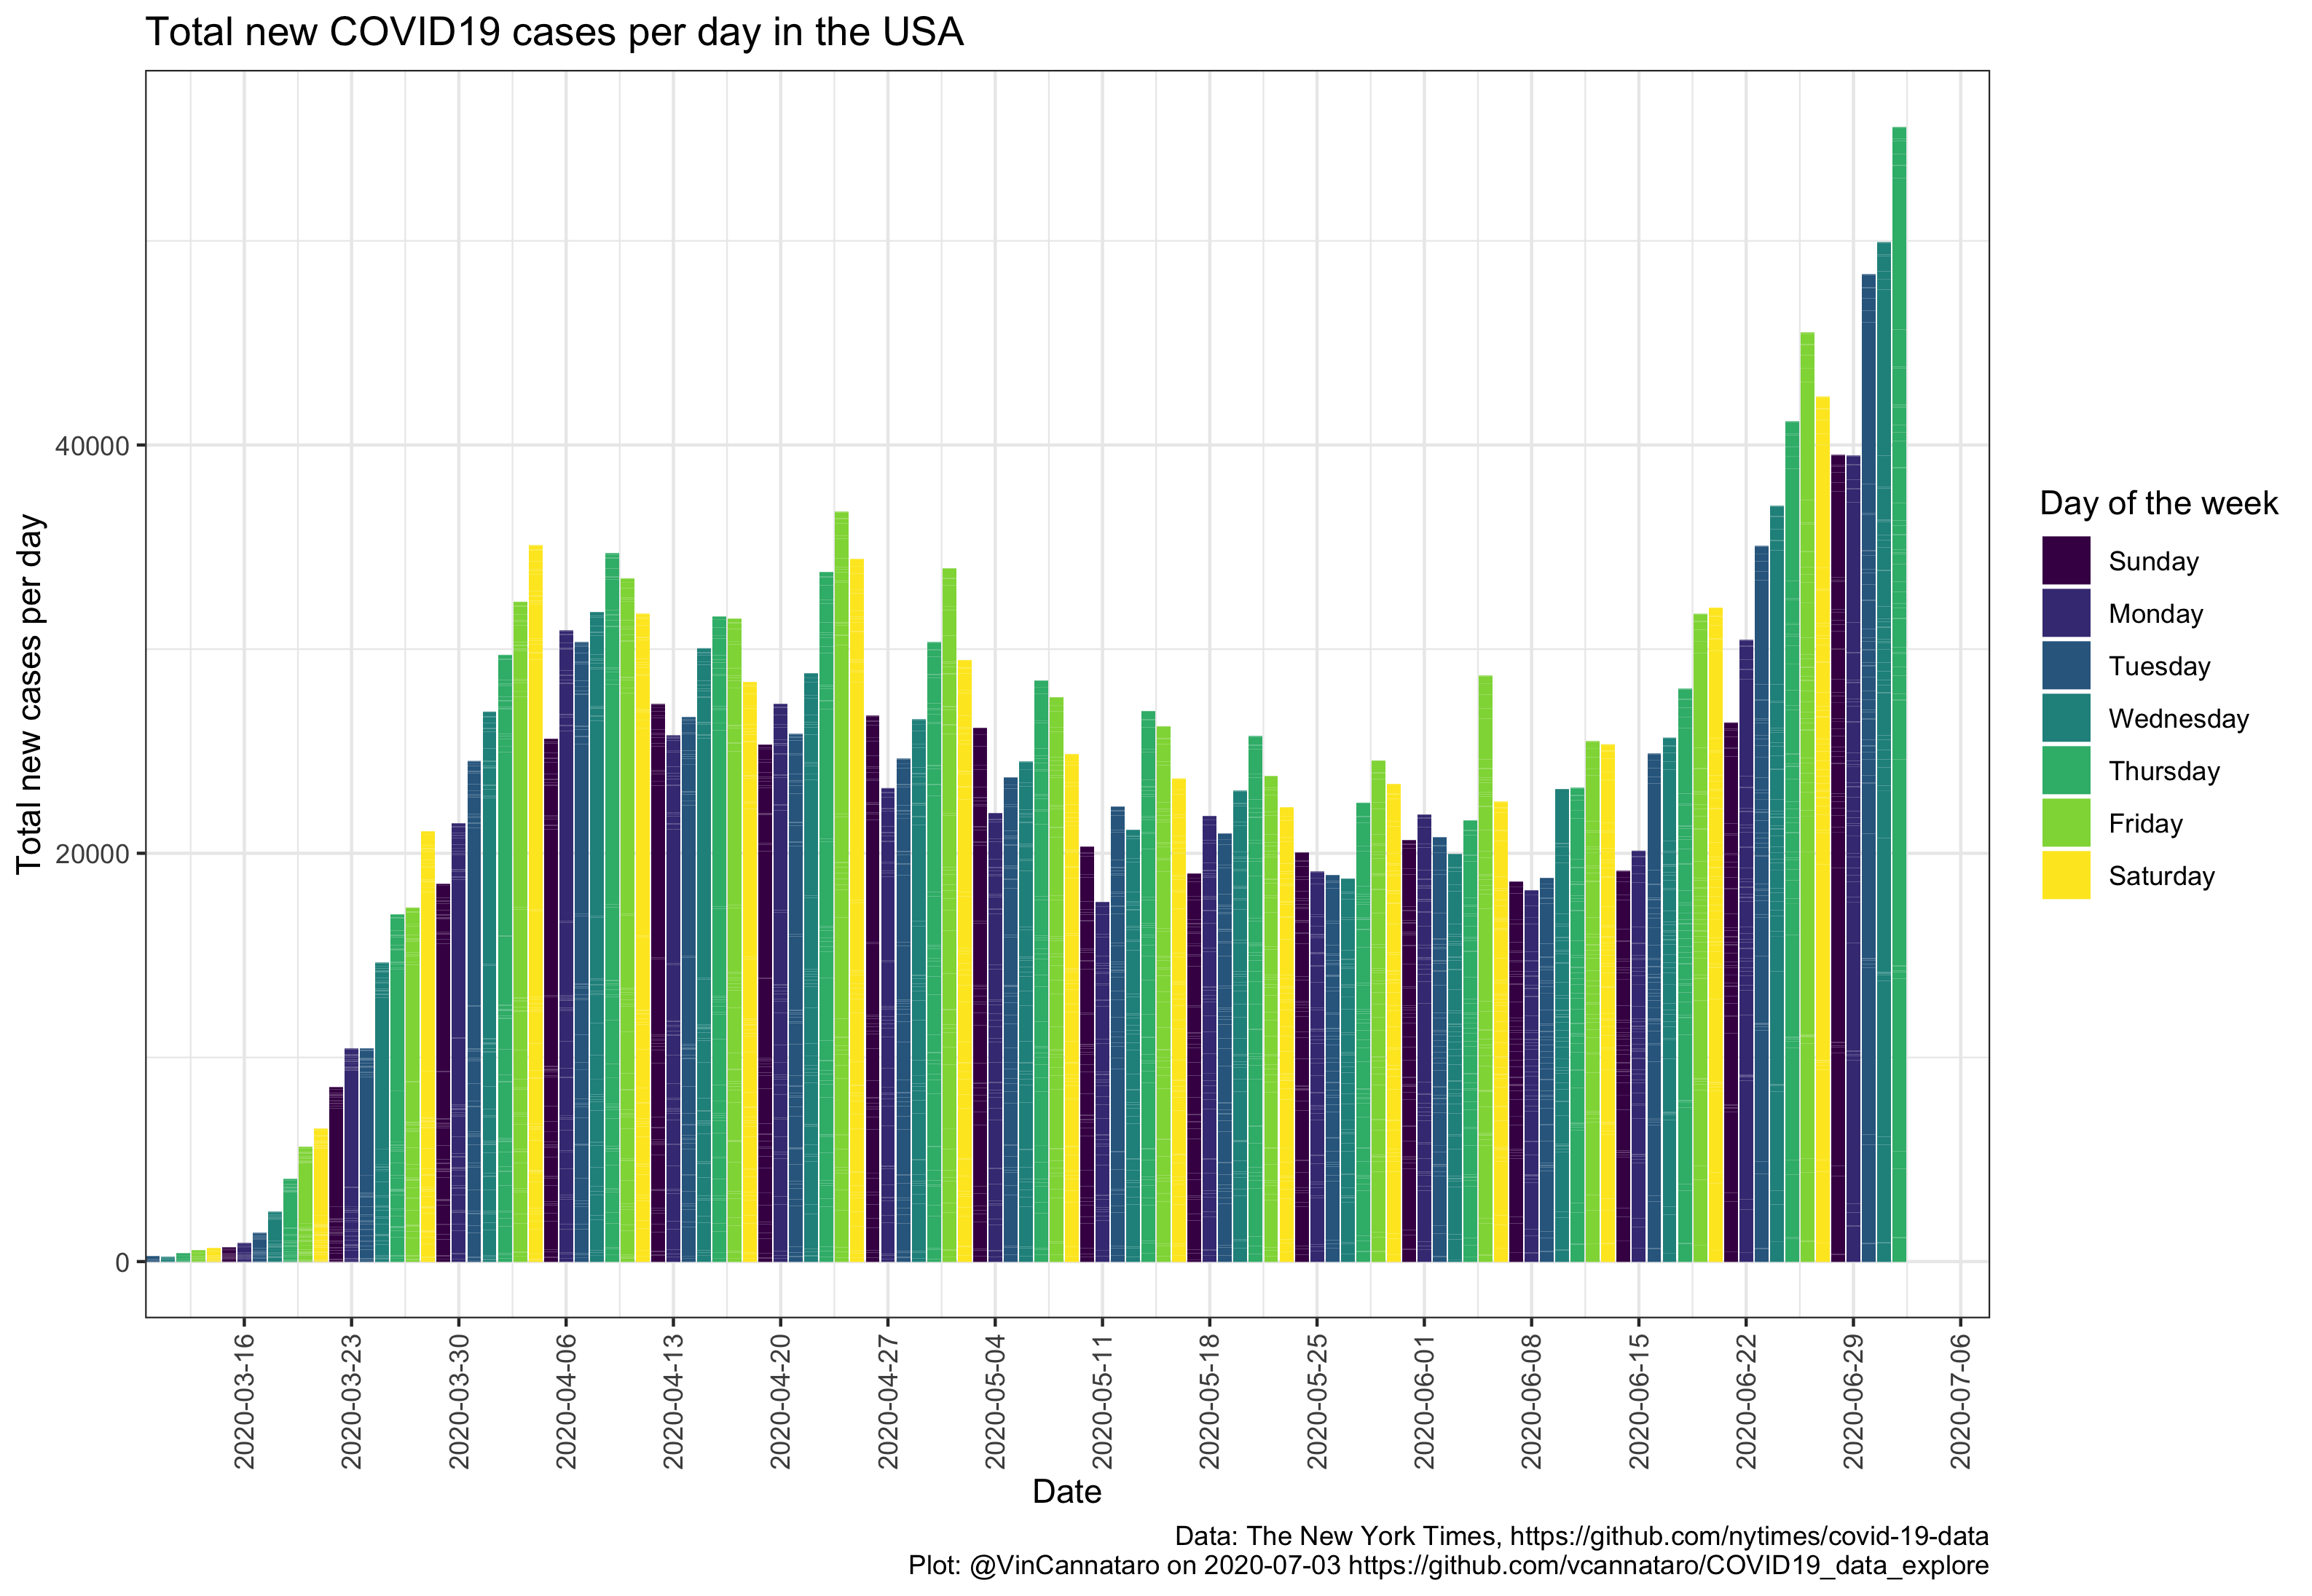 Total new COVID19 cases per day in the USA
Total new cases per day
40000
20000
0
2020-03-16
2020-03-23
2020-03-30
2020-04-06
2020-04-13
2020-04-20
2020-04-27
2020-05-04
2020-05-11
2020-05-18
2020-05-25
2020-06-01
2020-06-08
2020-06-15
2020-06-22
2020-06-29
2020-07-06
Date
Day of the week
Sunday
Monday
Tuesday
Wednesday
Thursday
Friday
Saturday
Data: The New York Times, https://github.com/nytimes/covid-19-data
Plot: @VinCannataro on 2020-07-03 https://github.com/vcannataro/COVID19_data_explore